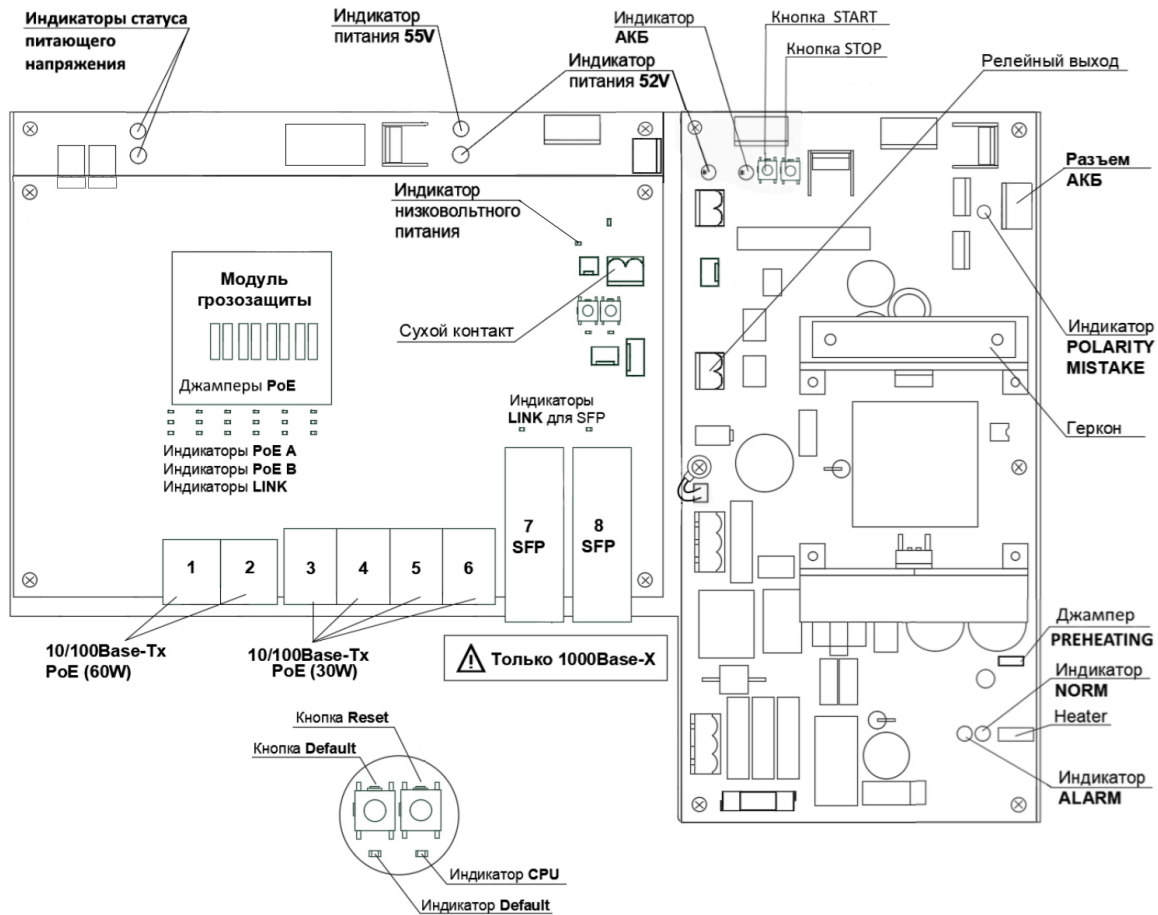 Индикаторы статуса
питающего
напряжения
Индикатор
питания 55V
Индикатор
питания 52V
Индикатор
АКБ
Кнопка START
Кнопка STOP
Релейный выход
Разъем
АКБ
Индикатор
низковольтного
питания
Модуль
грозозащиты
Джамперы PoE
Сухой контакт
Индикатор
POLARITY
MISTAKE
Геркон
Индикаторы
LINK для SFP
Индикаторы PoE A
Индикаторы PoE B
Индикаторы LINK
1
2
3
4
5
6
7
SFP
8
SFP
10/100Base-Tx
PoE (60W)
10/100Base-Tx
PoE (30W)
Только 1000Base-X
Джампер
PREHEATING
Индикатор
NORM
Heater
Индикатор
ALARM
Кнопка Reset
Кнопка Default
Индикатор CPU
Индикатор Default